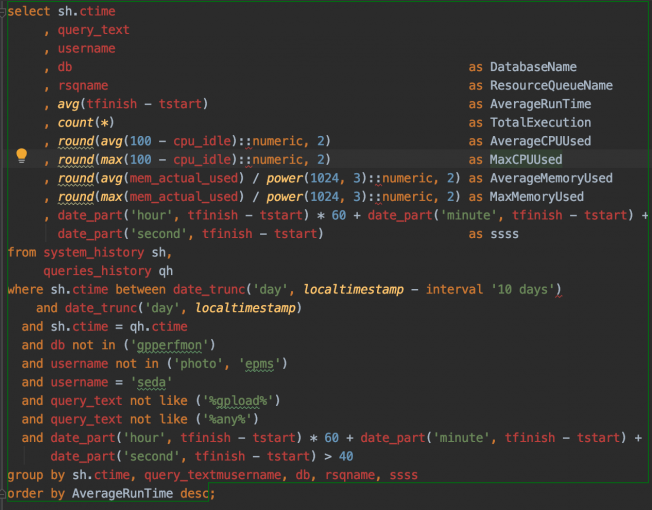 select sh.ctime
, query_text
, username
, db as DatabaseName
, rsqname as ResourceQueueName
, avg(tfinish - tstart) as AverageRunTime
, count(*) as TotalExecution
, round(avg(100 - cpu_idle)::numeric, 2) as AverageCPUUsed
, round(max(100 - cpu_idle)::numeric, 2) as MaxCPUUsed
, round(avg(mem_actual_used) / power(1024, 3)::numeric, 2) as AverageMemoryUsed
, round(max(mem_actual_used) / power(1024, 3)::numeric, 2) as MaxMemoryUsed
, date_part('hour', tfinish - tstart) * 60 + date_part('minute', tfinish - tstart) +
date_part('second', tfinish - tstart) as ssss
from system_history sh,
queries_history qh
where sh.ctime between date_trunc('day', localtimestamp - interval '10 days')
and date_trunc('day', localtimestamp)
and sh.ctime = qh.ctime
and db not in ('gpperfmon')
and username not in ('photo', 'epms')
and username = 'seda'
and query_text not like ('%gpload%')
and query_text not like ('%any%')
and date_part('hour', tfinish - tstart) * 60 + date_part('minute', tfinish - tstart) +
date_part('second', tfinish - tstart) > 40
group by sh.ctime, query_textmusername, db, rsqname, ssss
order by AverageRunTime desc;